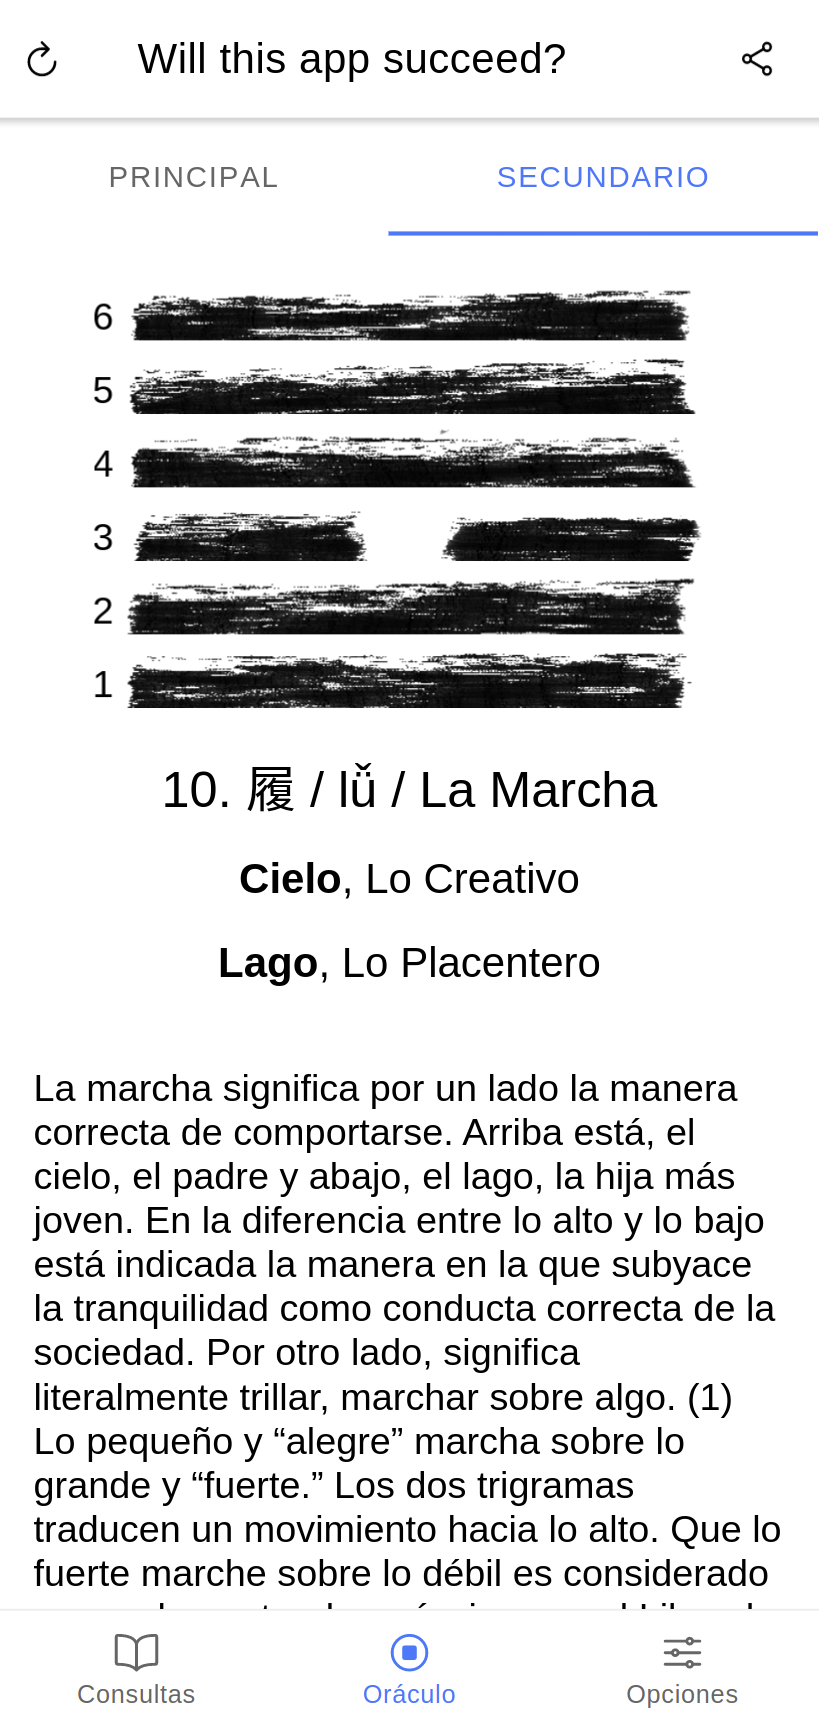 Will this app succeed?
PRINCIPAL
SECUNDARIO
6
5
4
3
2
1
10. 履 / lǚ / La Marcha
Cielo, Lo Creativo
Lago, Lo Placentero
La marcha significa por un lado la manera
correcta de comportarse. Arriba está, el
cielo, el padre y abajo, el lago, la hija más
joven. En la diferencia entre lo alto y lo bajo
está indicada la manera en la que subyace
la tranquilidad como conducta correcta de la
sociedad. Por otro lado, significa
literalmente trillar, marchar sobre algo. (1)
Lo pequeño y “alegre” marcha sobre lo
grande y “fuerte.” Los dos trigramas
traducen un movimiento hacia lo alto. Que lo
fuerte marche sobre lo débil es considerado
Consultas
Oráculo
Opciones